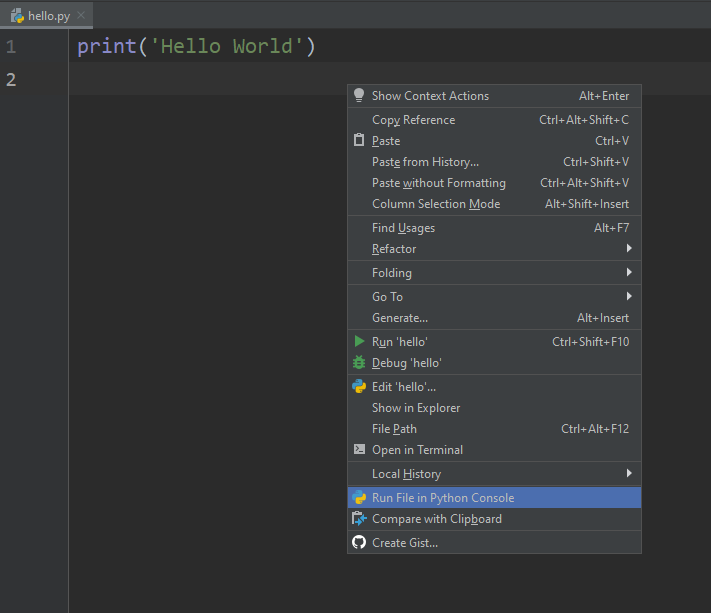 hello.py
1 print('Hello World')
2
Show Context Actions Alt+Enter
Copy Reference Ctrl+Alt+Shift+C
Paste Ctrl+V
Paste from History... Ctrl+Shift+V
Paste without Formatting Ctrl+Alt+Shift+V
Column Selection Mode Alt+Shift+Insert
Find Usages Alt+F7
Refactor
Folding
Go To
Generate... Alt+Insert
Run 'hello' Ctrl+Shift+F10
Debug 'hello'
Edit 'hello'...
Show in Explorer
File Path Ctrl+Alt+F12
Open in Terminal
Local History
Run File in Python Console
Compare with Clipboard
Create Gist...